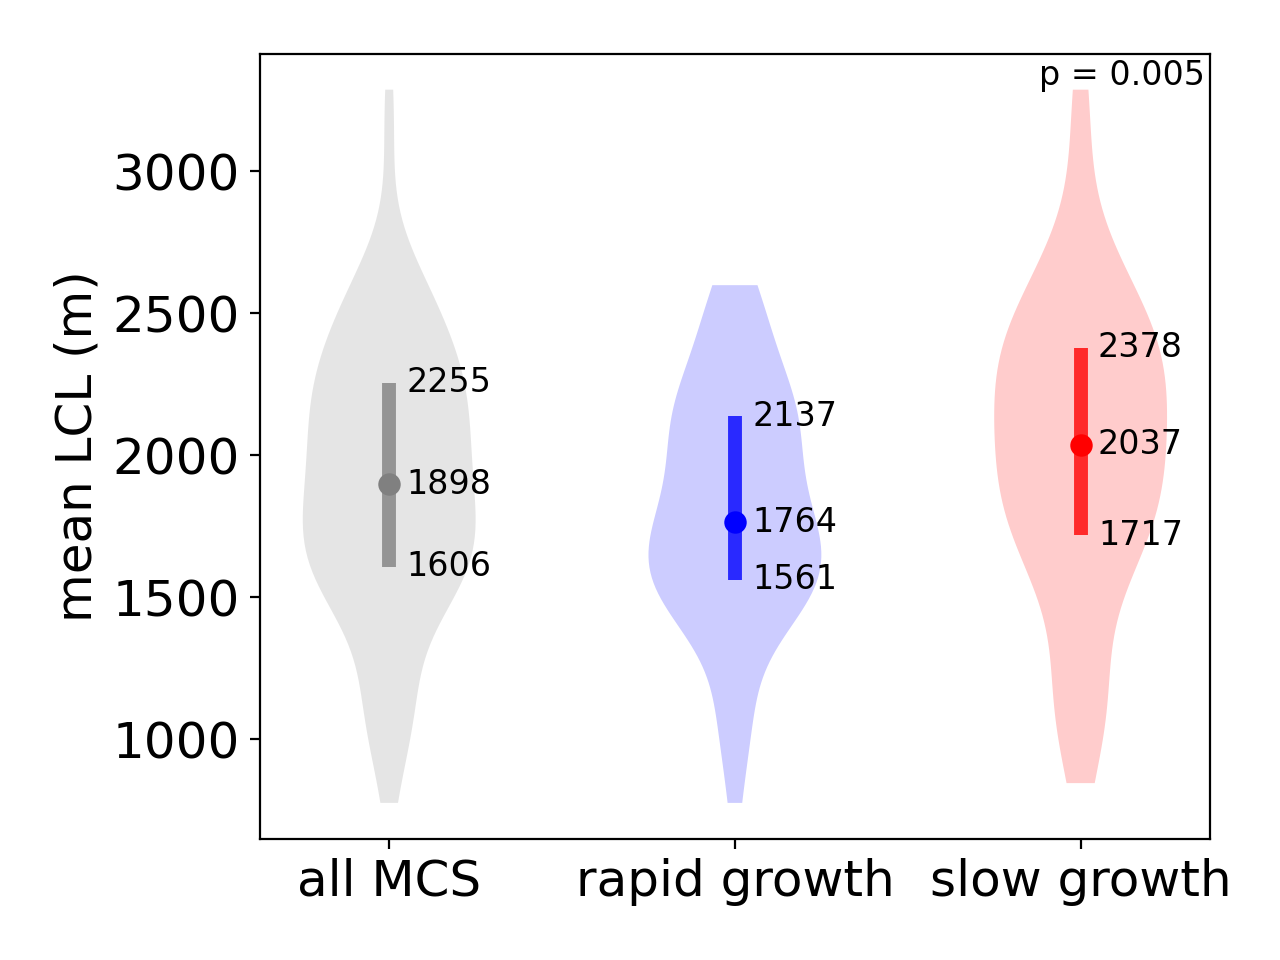 p = 0.005
mean LCL (m)
3000
2500
2000
1500
1000
2255
1898
1606
2137
1764
1561
2378
2037
1717
all MCS
rapid growth
slow growth